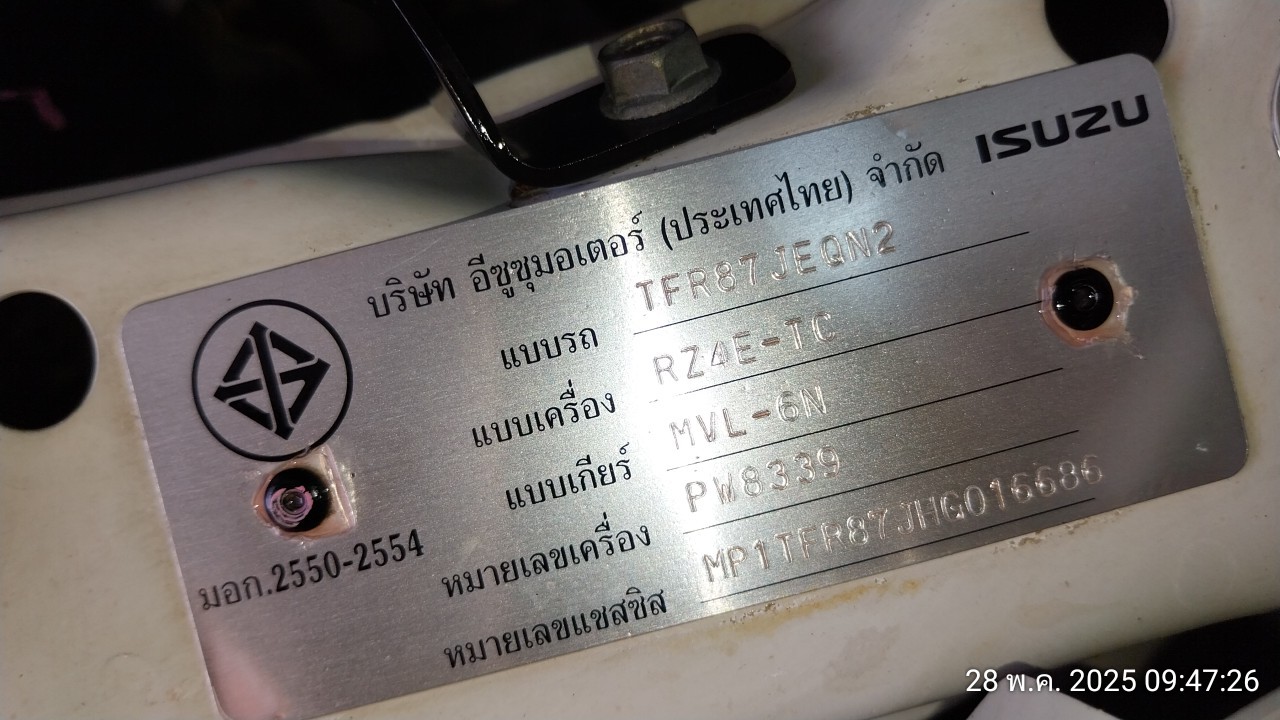 ISUZU
บริษัท อีซูซุมอเตอร์ (ประเทศไทย) จำกัด
แบบรถ TFR87JEQN2
แบบเครื่อง RZ4E-TC
แบบเกียร์ MVL-6N
หมายเลขเครื่อง PW8339
หมายเลขแชสซิส MP1TFR87JHG016686
มอก.2550-2554
28 พ.ค. 2025 09:47:26